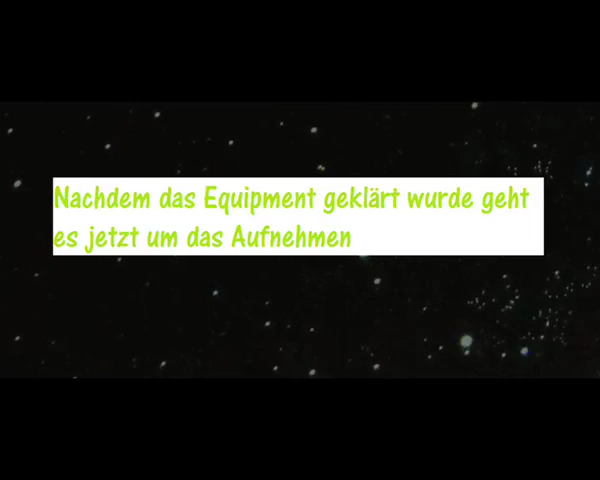 Nachdem das Equipment geklärt wurde geht
es jetzt um das Aufnehmen